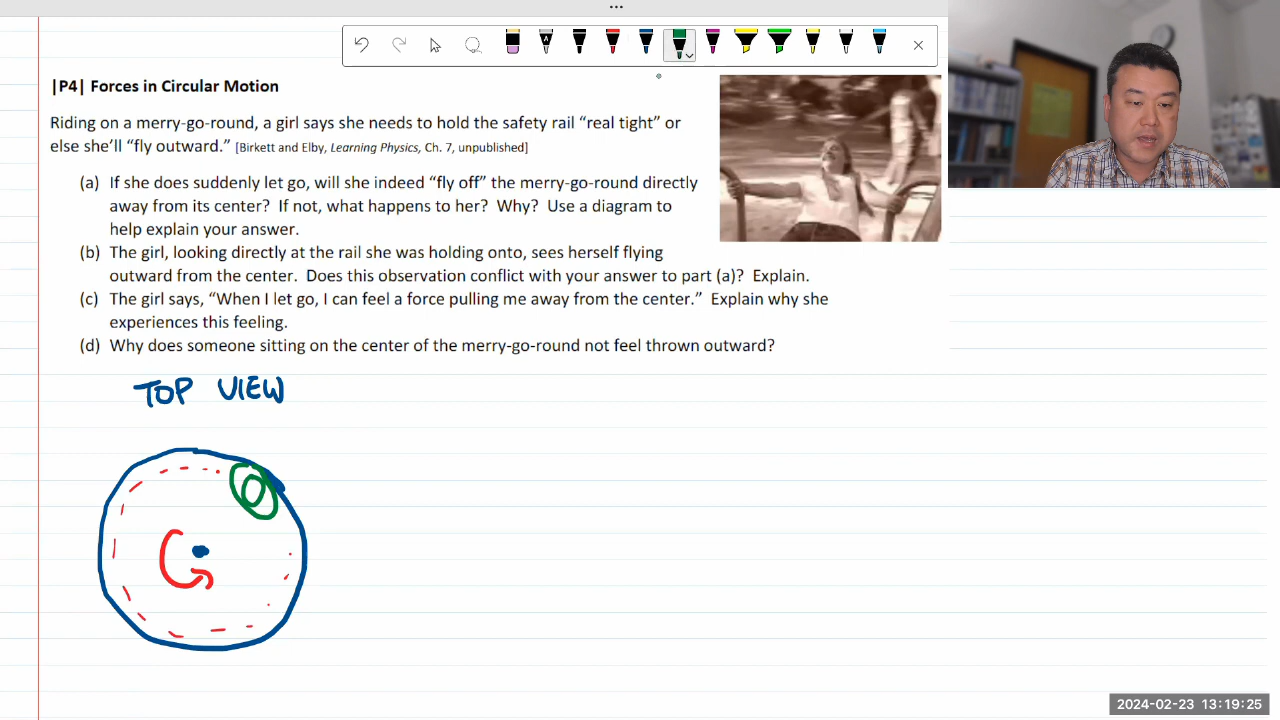 |P4| Forces in Circular Motion
Riding on a merry-go-round, a girl says she needs to hold the safety rail “real tight” or
else she’ll “fly outward.” [Birkett and Elby, Learning Physics, Ch. 7, unpublished]
(a) If she does suddenly let go, will she indeed “fly off” the merry-go-round directly
away from its center? If not, what happens to her? Why? Use a diagram to
help explain your answer.
(b) The girl, looking directly at the rail she was holding onto, sees herself flying
outward from the center. Does this observation conflict with your answer to part (a)? Explain.
(c) The girl says, “When I let go, I can feel a force pulling me away from the center.” Explain why she
experiences this feeling.
(d) Why does someone sitting on the center of the merry-go-round not feel thrown outward?
TOP VIEW
2024-02-23 13:19:25